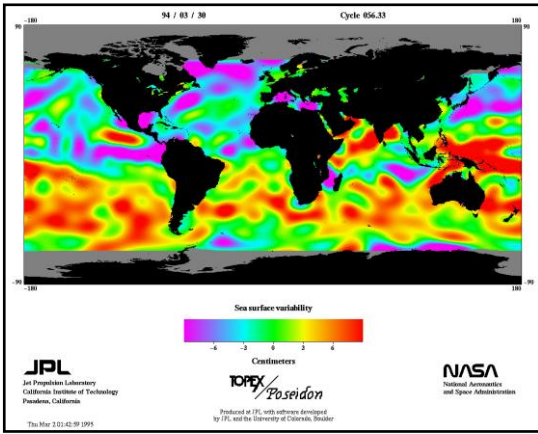 94 / 03 / 30 Cycle 056.33
-180 180
90 90
-90 -90
-180 180
Sea surface variability
-6 -3 0 2 6
Centimeters
JPL
Jet Propulsion Laboratory
California Institute of Technology
Pasadena, California
TOPEX/Poseidon
Produced at JPL with software developed
by JPL and the University of Colorado, Boulder
NASA
National Aeronautics
and Space Administration
Thu Mar 2 01:42:59 1995